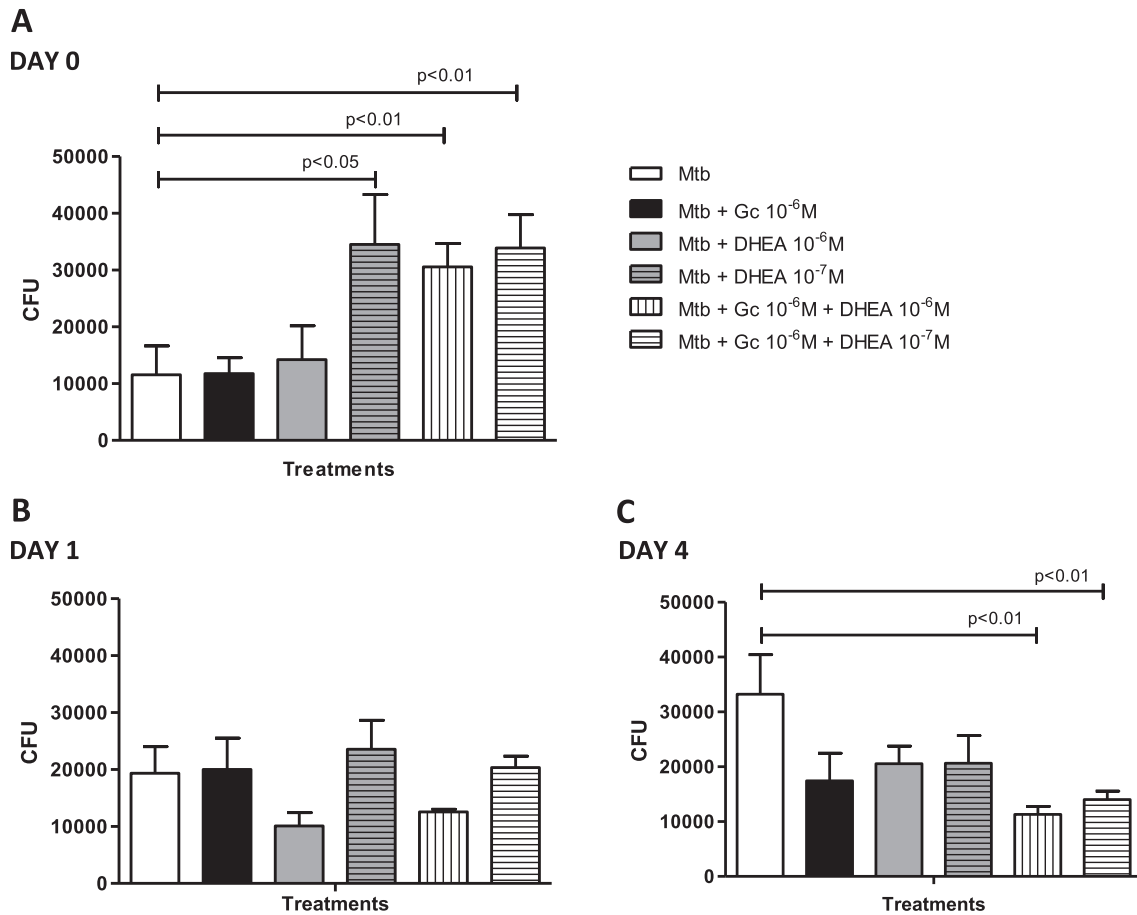 A
DAY 0
p<0.01
p<0.01
p<0.05
50000
40000
30000
20000
10000
0
CFU
Treatments
Mtb
Mtb + Gc 10⁻⁶M
Mtb + DHEA 10⁻⁶M
Mtb + DHEA 10⁻⁷M
Mtb + Gc 10⁻⁶M + DHEA 10⁻⁶M
Mtb + Gc 10⁻⁶M + DHEA 10⁻⁷M
B
DAY 1
50000
40000
30000
20000
10000
0
CFU
Treatments
C
DAY 4
p<0.01
p<0.01
50000
40000
30000
20000
10000
0
CFU
Treatments